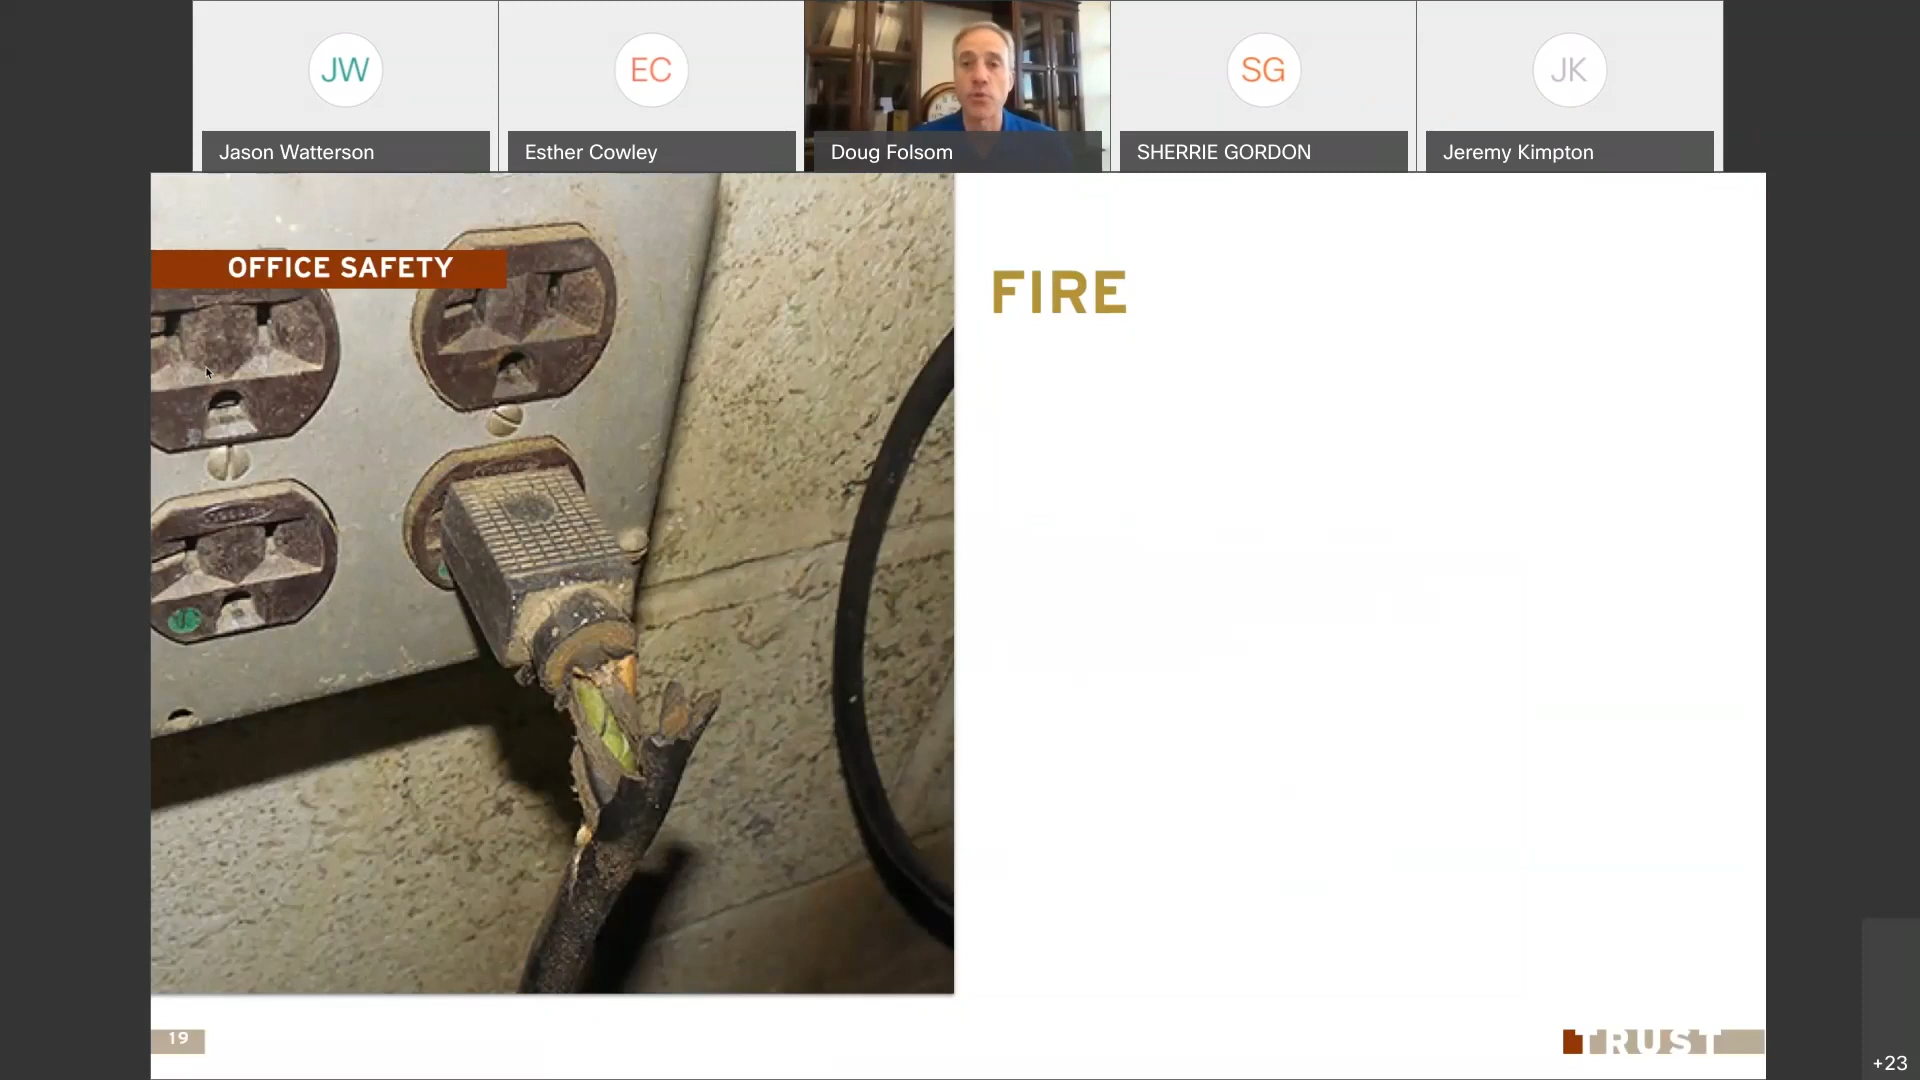 JW
EC
SG
JK
Jason Watterson
Esther Cowley
Doug Folsom
SHERRIE GORDON
Jeremy Kimpton
OFFICE SAFETY
FIRE
19
TRUST
+23